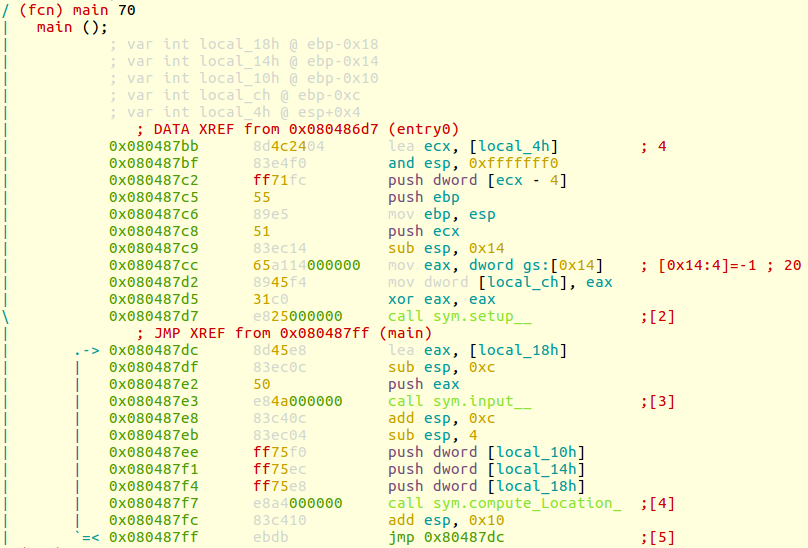 / (fcn) main 70
|   main ();
|           ; var int local_18h @ ebp-0x18
|           ; var int local_14h @ ebp-0x14
|           ; var int local_10h @ ebp-0x10
|           ; var int local_ch @ ebp-0xc
|           ; var int local_4h @ esp+0x4
|              ; DATA XREF from 0x080486d7 (entry0)
|           0x080487bb      8d4c2404       lea ecx, [local_4h]         ; 4
|           0x080487bf      83e4f0         and esp, 0xfffffff0
|           0x080487c2      ff71fc         push dword [ecx - 4]
|           0x080487c5      55             push ebp
|           0x080487c6      89e5           mov ebp, esp
|           0x080487c8      51             push ecx
|           0x080487c9      83ec14         sub esp, 0x14
|           0x080487cc      65a114000000   mov eax, dword gs:[0x14]    ; [0x14:4]=-1 ; 20
|           0x080487d2      8945f4         mov dword [local_ch], eax
|           0x080487d5      31c0           xor eax, eax
\           0x080487d7      e825000000     call sym.setup__            ;[2]
|              ; JMP XREF from 0x080487ff (main)
|       .-> 0x080487dc      8d45e8         lea eax, [local_18h]
|       |   0x080487df      83ec0c         sub esp, 0xc
|       |   0x080487e2      50             push eax
|       |   0x080487e3      e84a000000     call sym.input__            ;[3]
|       |   0x080487e8      83c40c         add esp, 0xc
|       |   0x080487eb      83ec04         sub esp, 4
|       |   0x080487ee      ff75f0         push dword [local_10h]
|       |   0x080487f1      ff75ec         push dword [local_14h]
|       |   0x080487f4      ff75e8         push dword [local_18h]
|       |   0x080487f7      e8a4000000     call sym.compute_Location_  ;[4]
|       |   0x080487fc      83c410         add esp, 0x10
|       `=< 0x080487ff      ebdb           jmp 0x80487dc               ;[5]